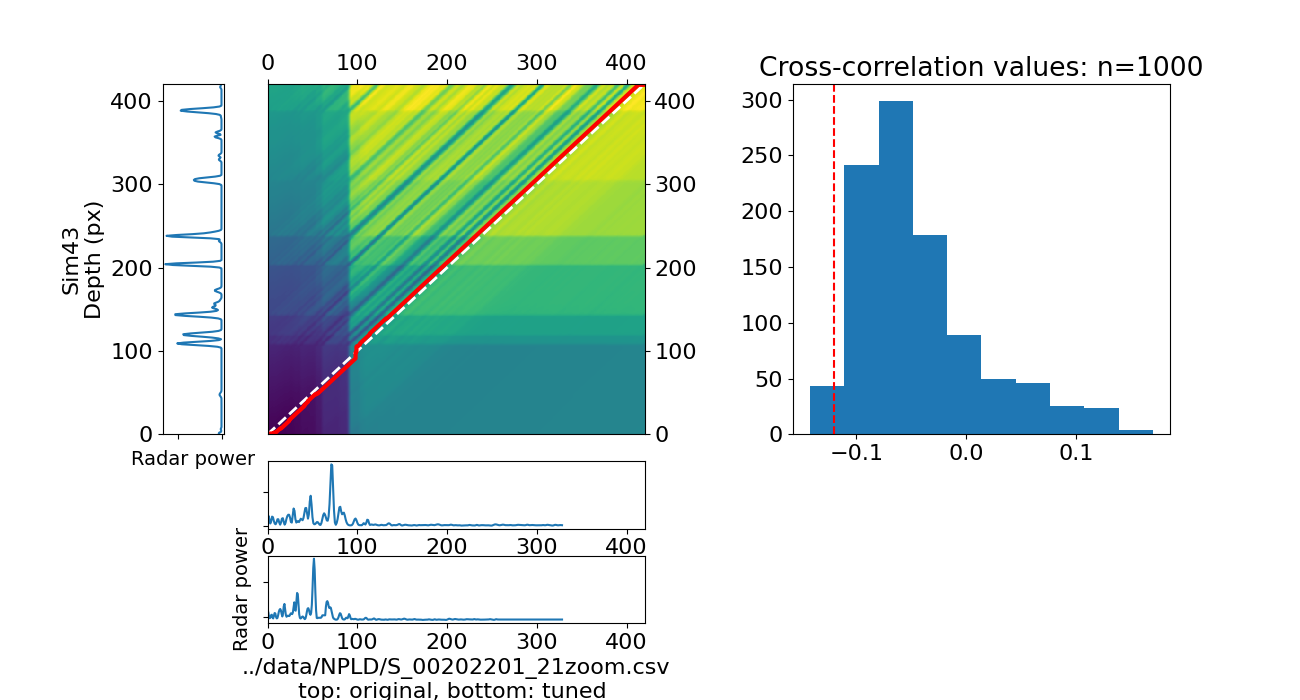 0 100 200 300 400
Cross-correlation values: n=1000
400
300
200
100
0
Sim43
Depth (px)
Radar power
400
300
200
100
0
300
250
200
150
100
50
0
−0.1 0.0 0.1
0 100 200 300 400
Radar power
0 100 200 300 400
../data/NPLD/S_00202201_21zoom.csv
top: original, bottom: tuned